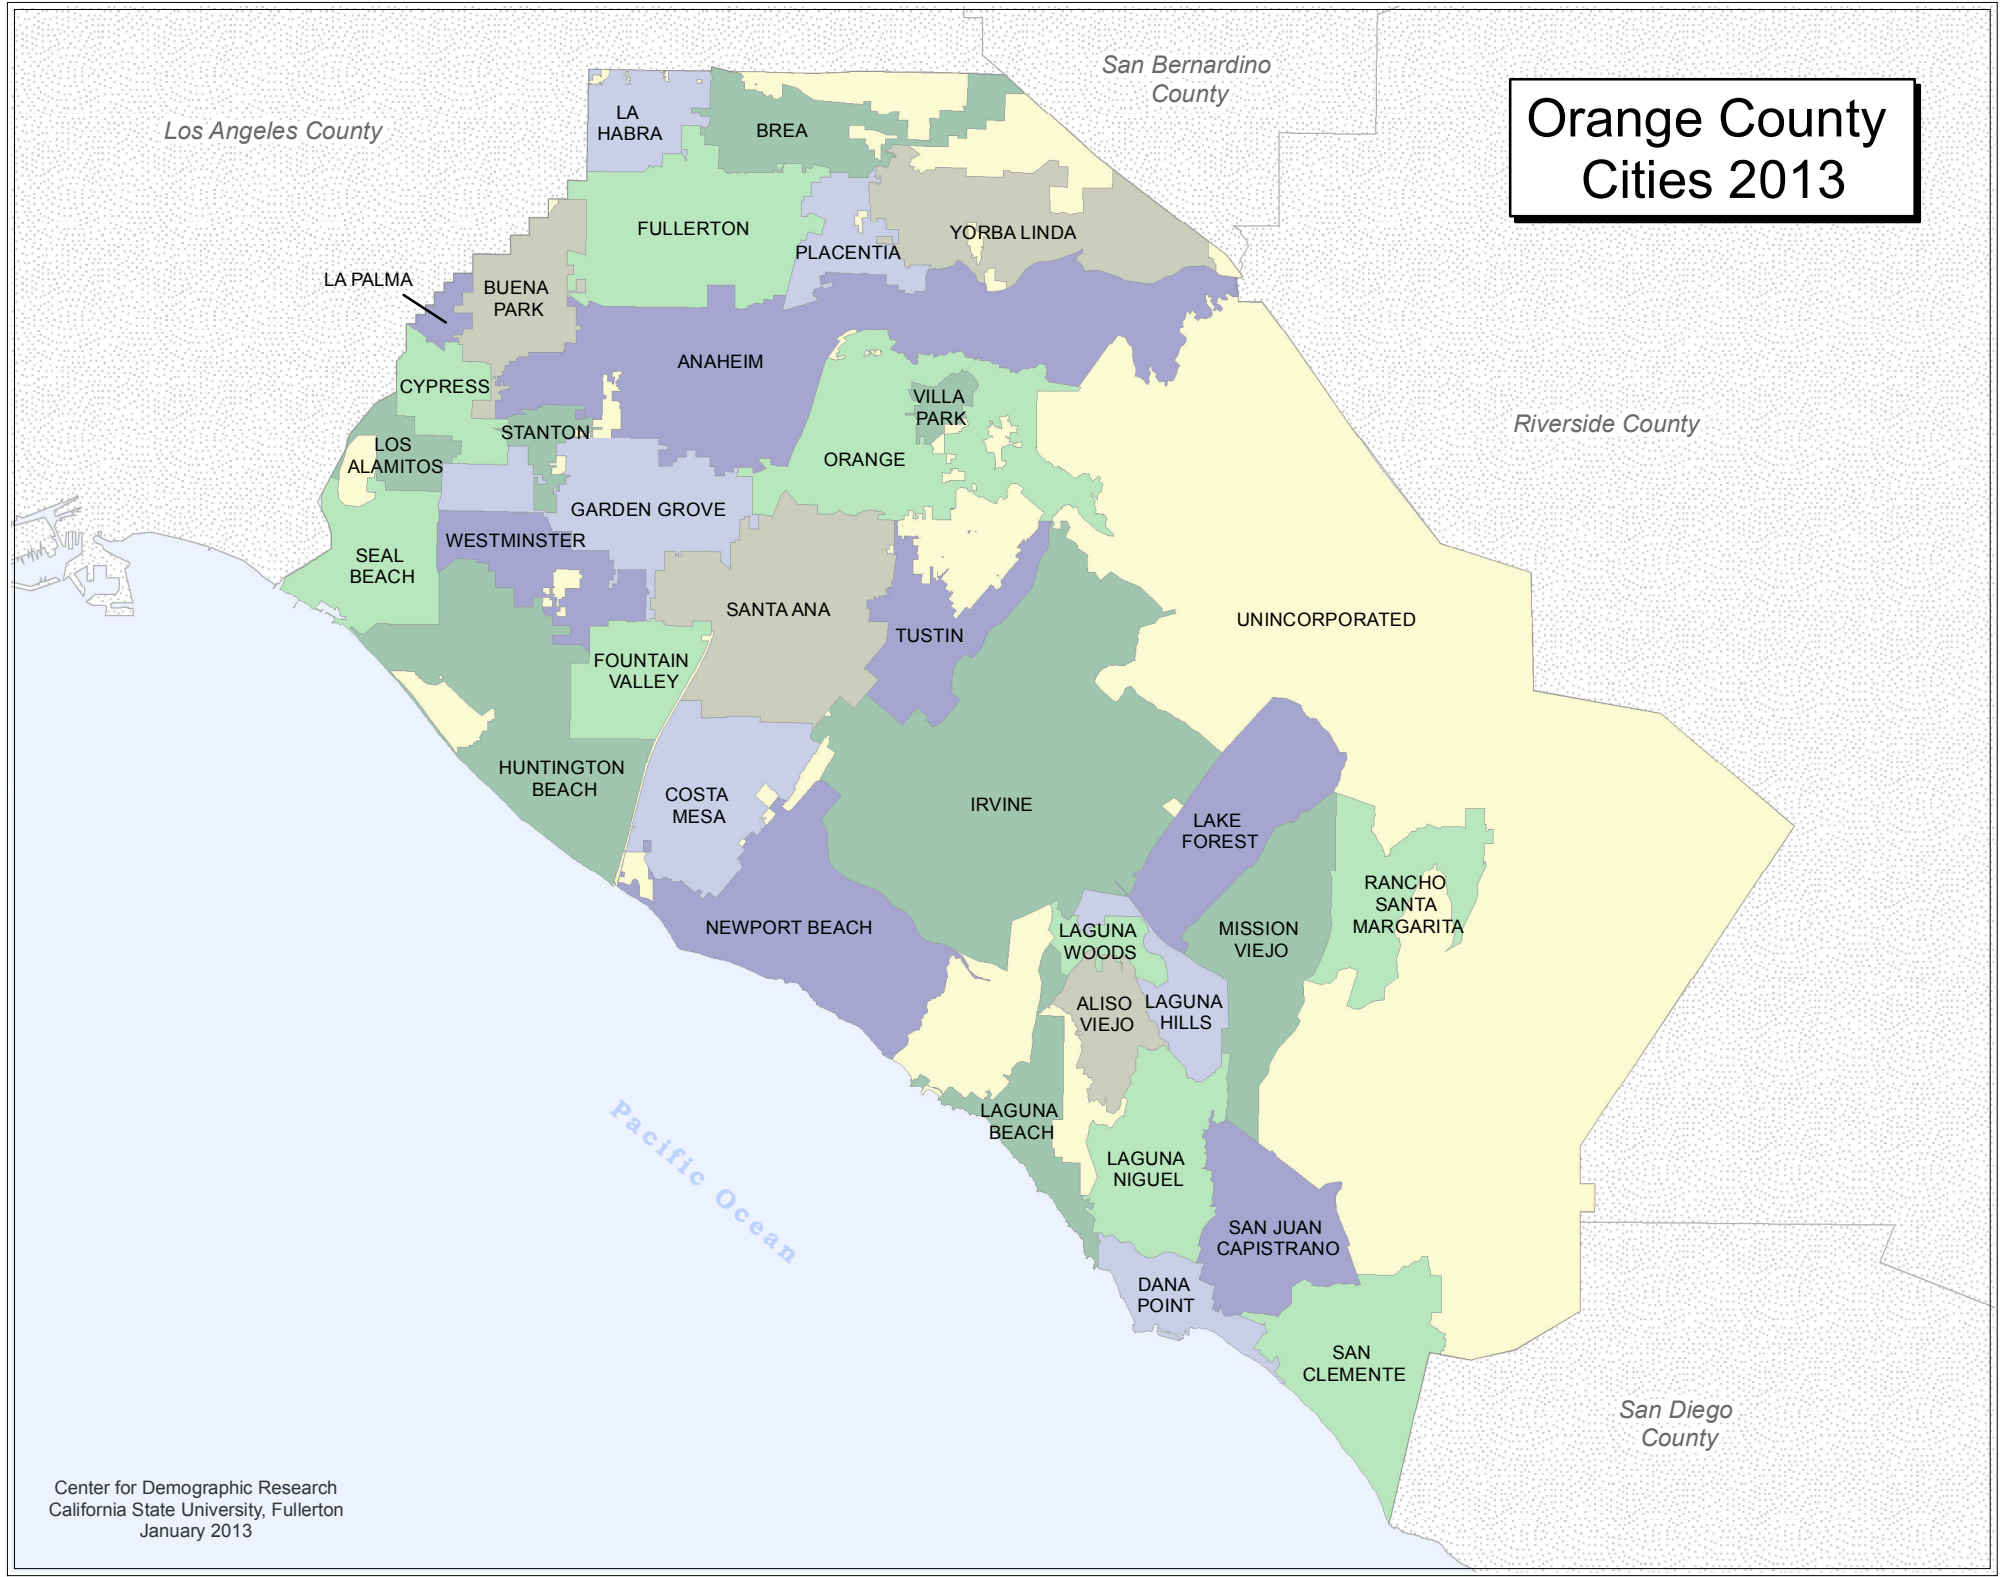 Orange County
Cities 2013
San Bernardino
County
Los Angeles County
LA
HABRA
BREA
FULLERTON
PLACENTIA
YORBA LINDA
LA PALMA
BUENA
PARK
ANAHEIM
CYPRESS
VILLA
PARK
Riverside County
STANTON
LOS
ALAMITOS
ORANGE
GARDEN GROVE
WESTMINSTER
SEAL
BEACH
SANTA ANA
TUSTIN
UNINCORPORATED
FOUNTAIN
VALLEY
HUNTINGTON
BEACH
COSTA
MESA
IRVINE
LAKE
FOREST
RANCHO
SANTA
MARGARITA
NEWPORT BEACH
LAGUNA
WOODS
MISSION
VIEJO
ALISO
VIEJO
LAGUNA
HILLS
LAGUNA
BEACH
Pacific Ocean
LAGUNA
NIGUEL
SAN JUAN
CAPISTRANO
DANA
POINT
SAN
CLEMENTE
San Diego
County
Center for Demographic Research
California State University, Fullerton
January 2013